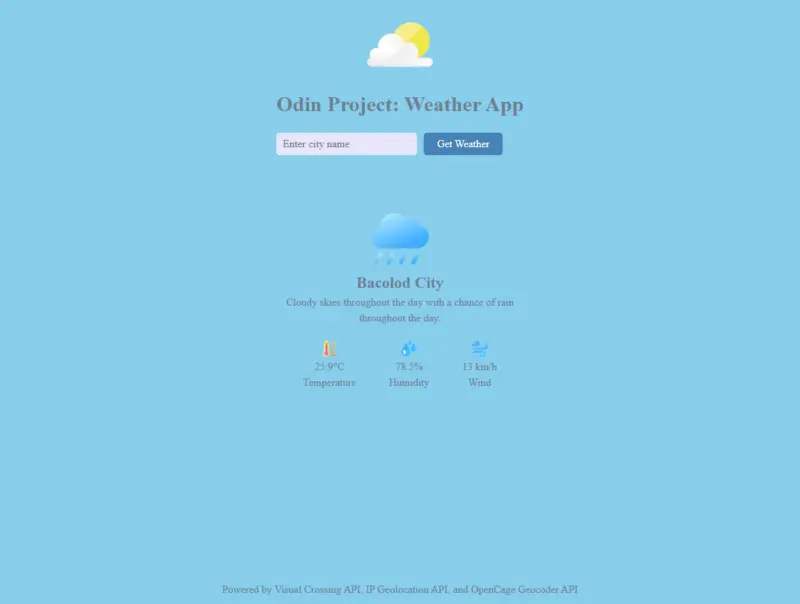 Odin Project: Weather App
Enter city name
Get Weather
Bacolod City
Cloudy skies throughout the day with a chance of rain
throughout the day.
25.9°C 78.5% 13 km/h
Temperature Humidity Wind
Powered by Visual Crossing API, IP Geolocation API, and OpenCage Geocoder API